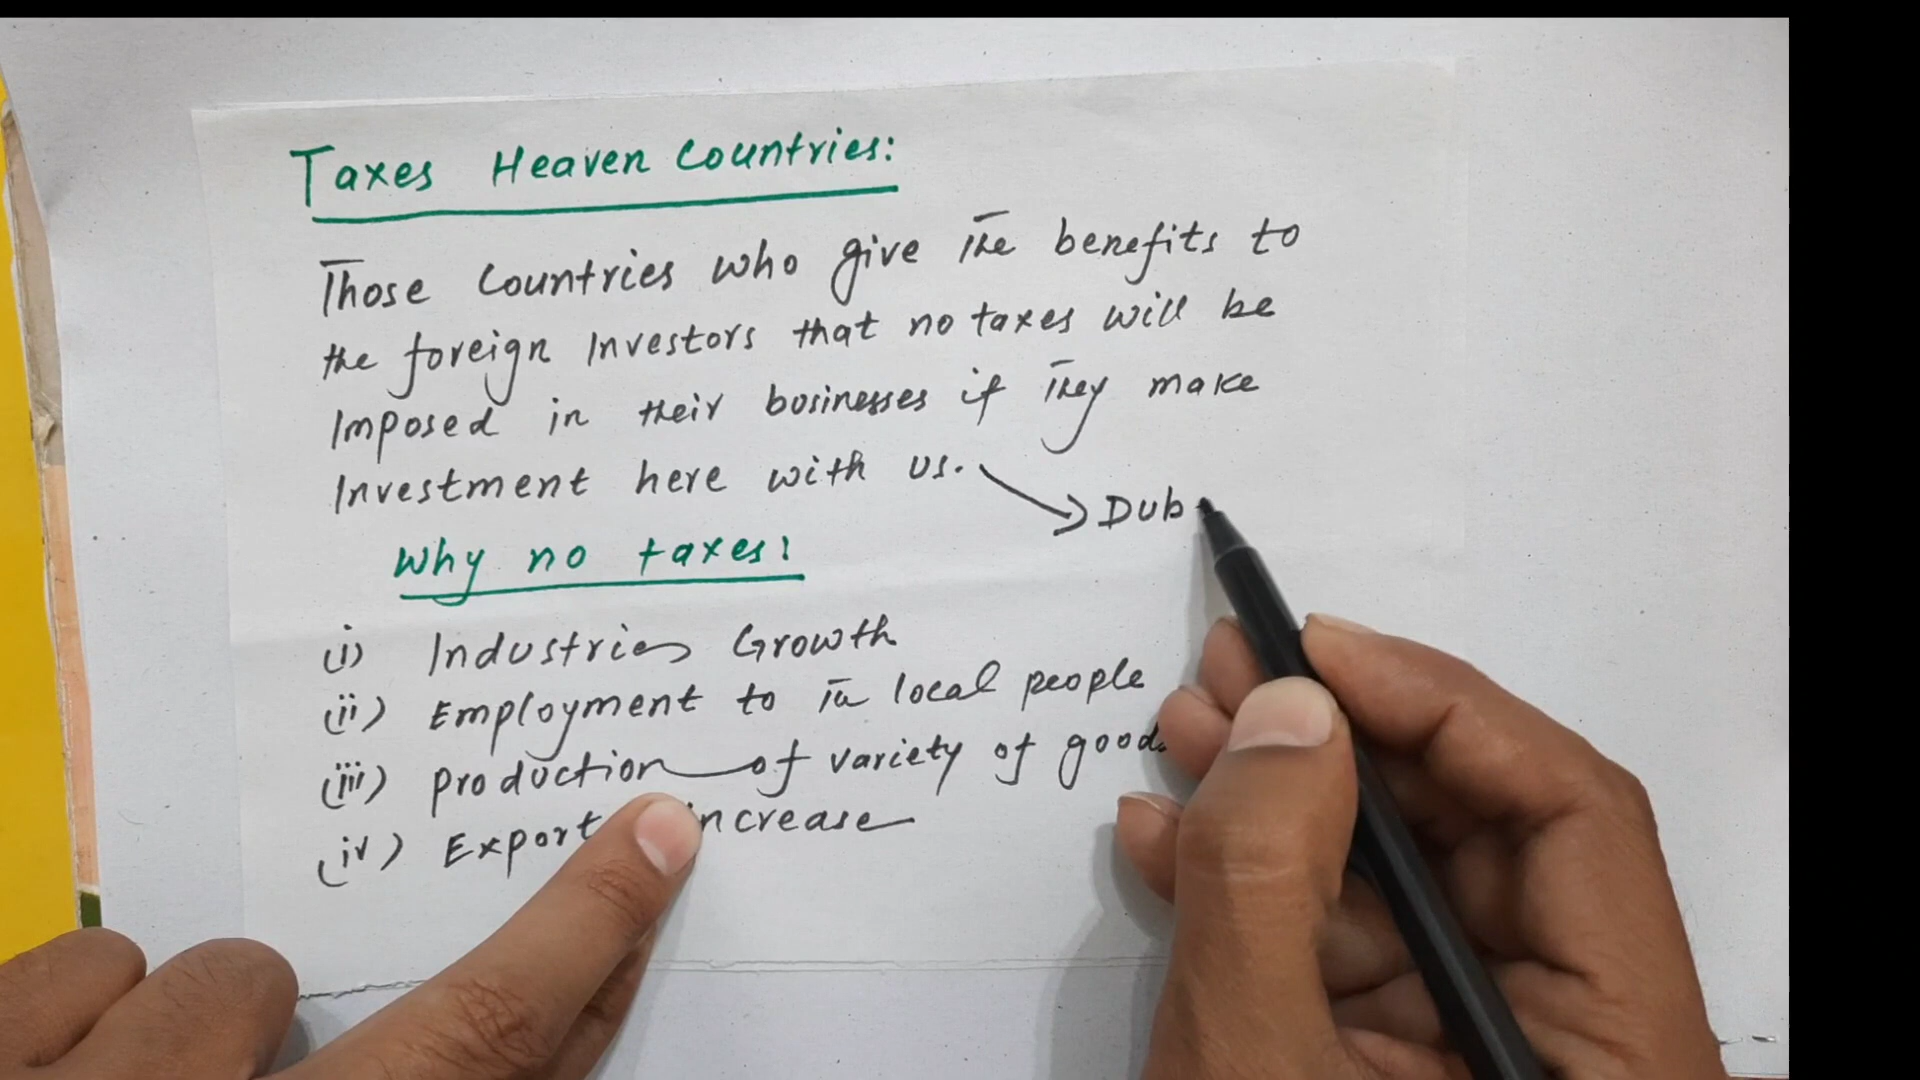 Taxes Heaven Countries:
Those Countries who give the benefits to
the foreign Investors that no taxes will be
Imposed in their businesses if they make
Investment here with us.
→ Dub
Why no taxes:
(i) Industries Growth
(ii) Employment to the local people
(iii) Production of variety of goods
(iv) Export increase